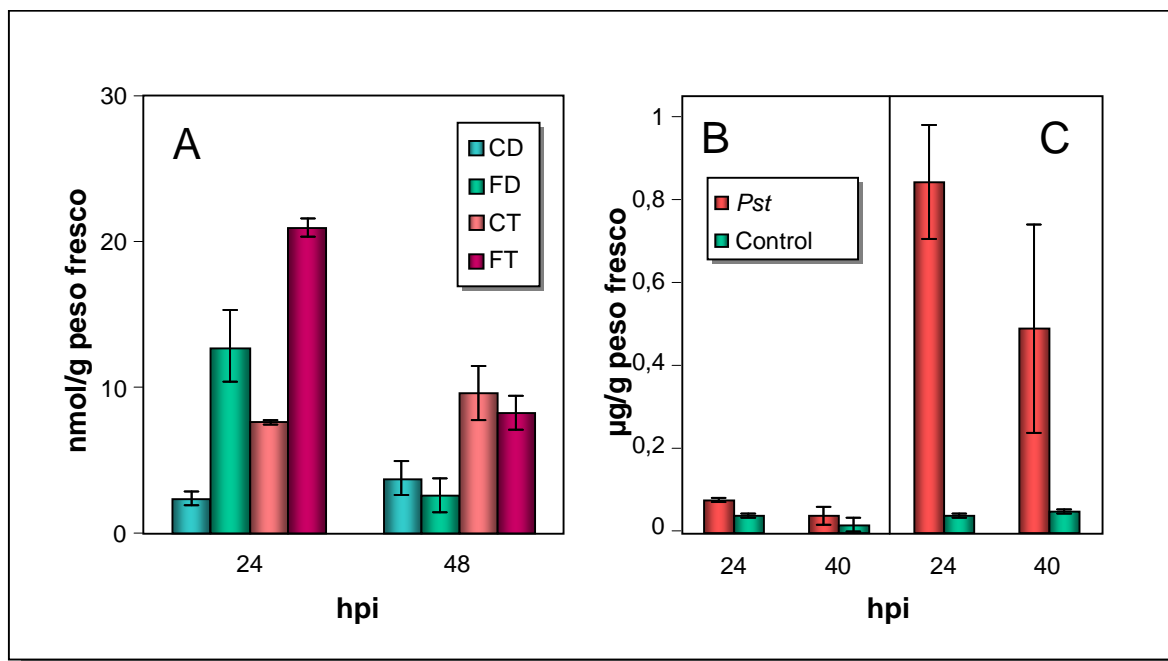 A
CD
FD
CT
FT
30
20
10
0
nmol/g peso fresco
24 48
hpi
B C
Pst
Control
1
0,8
0,6
0,4
0,2
0
µg/g peso fresco
24 40 24 40
hpi